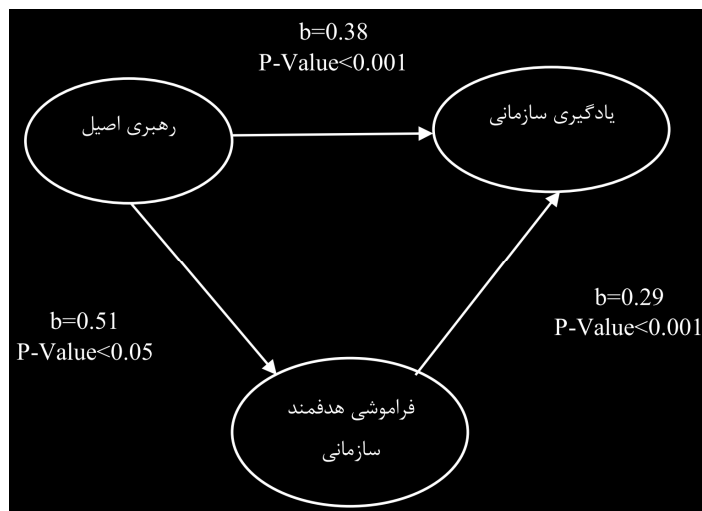 b=0.38
P-Value<0.001
رهبری اصیل
یادگیری سازمانی
b=0.51
P-Value<0.05
b=0.29
P-Value<0.001
فراموشی هدفمند
سازمانی